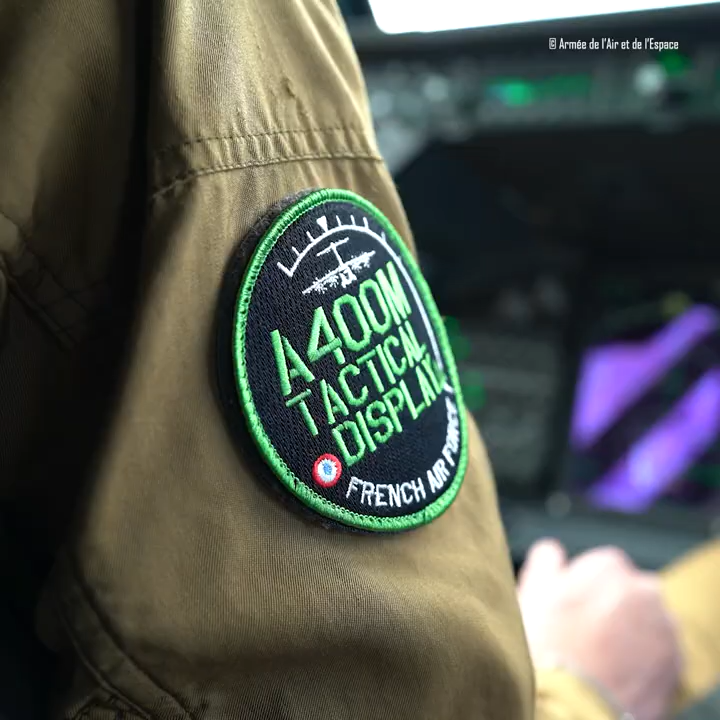 © Armée de l'Air et de l'Espace
A400M
TACTICAL
DISPLAY
FRENCH AIR FORCE